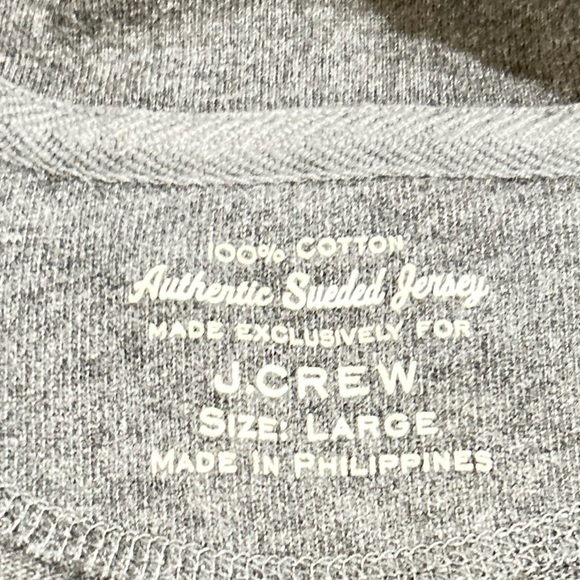 100% COTTON
Authentic Sueded Jersey
MADE EXCLUSIVELY FOR
J.CREW
SIZE: LARGE
MADE IN PHILIPPINES